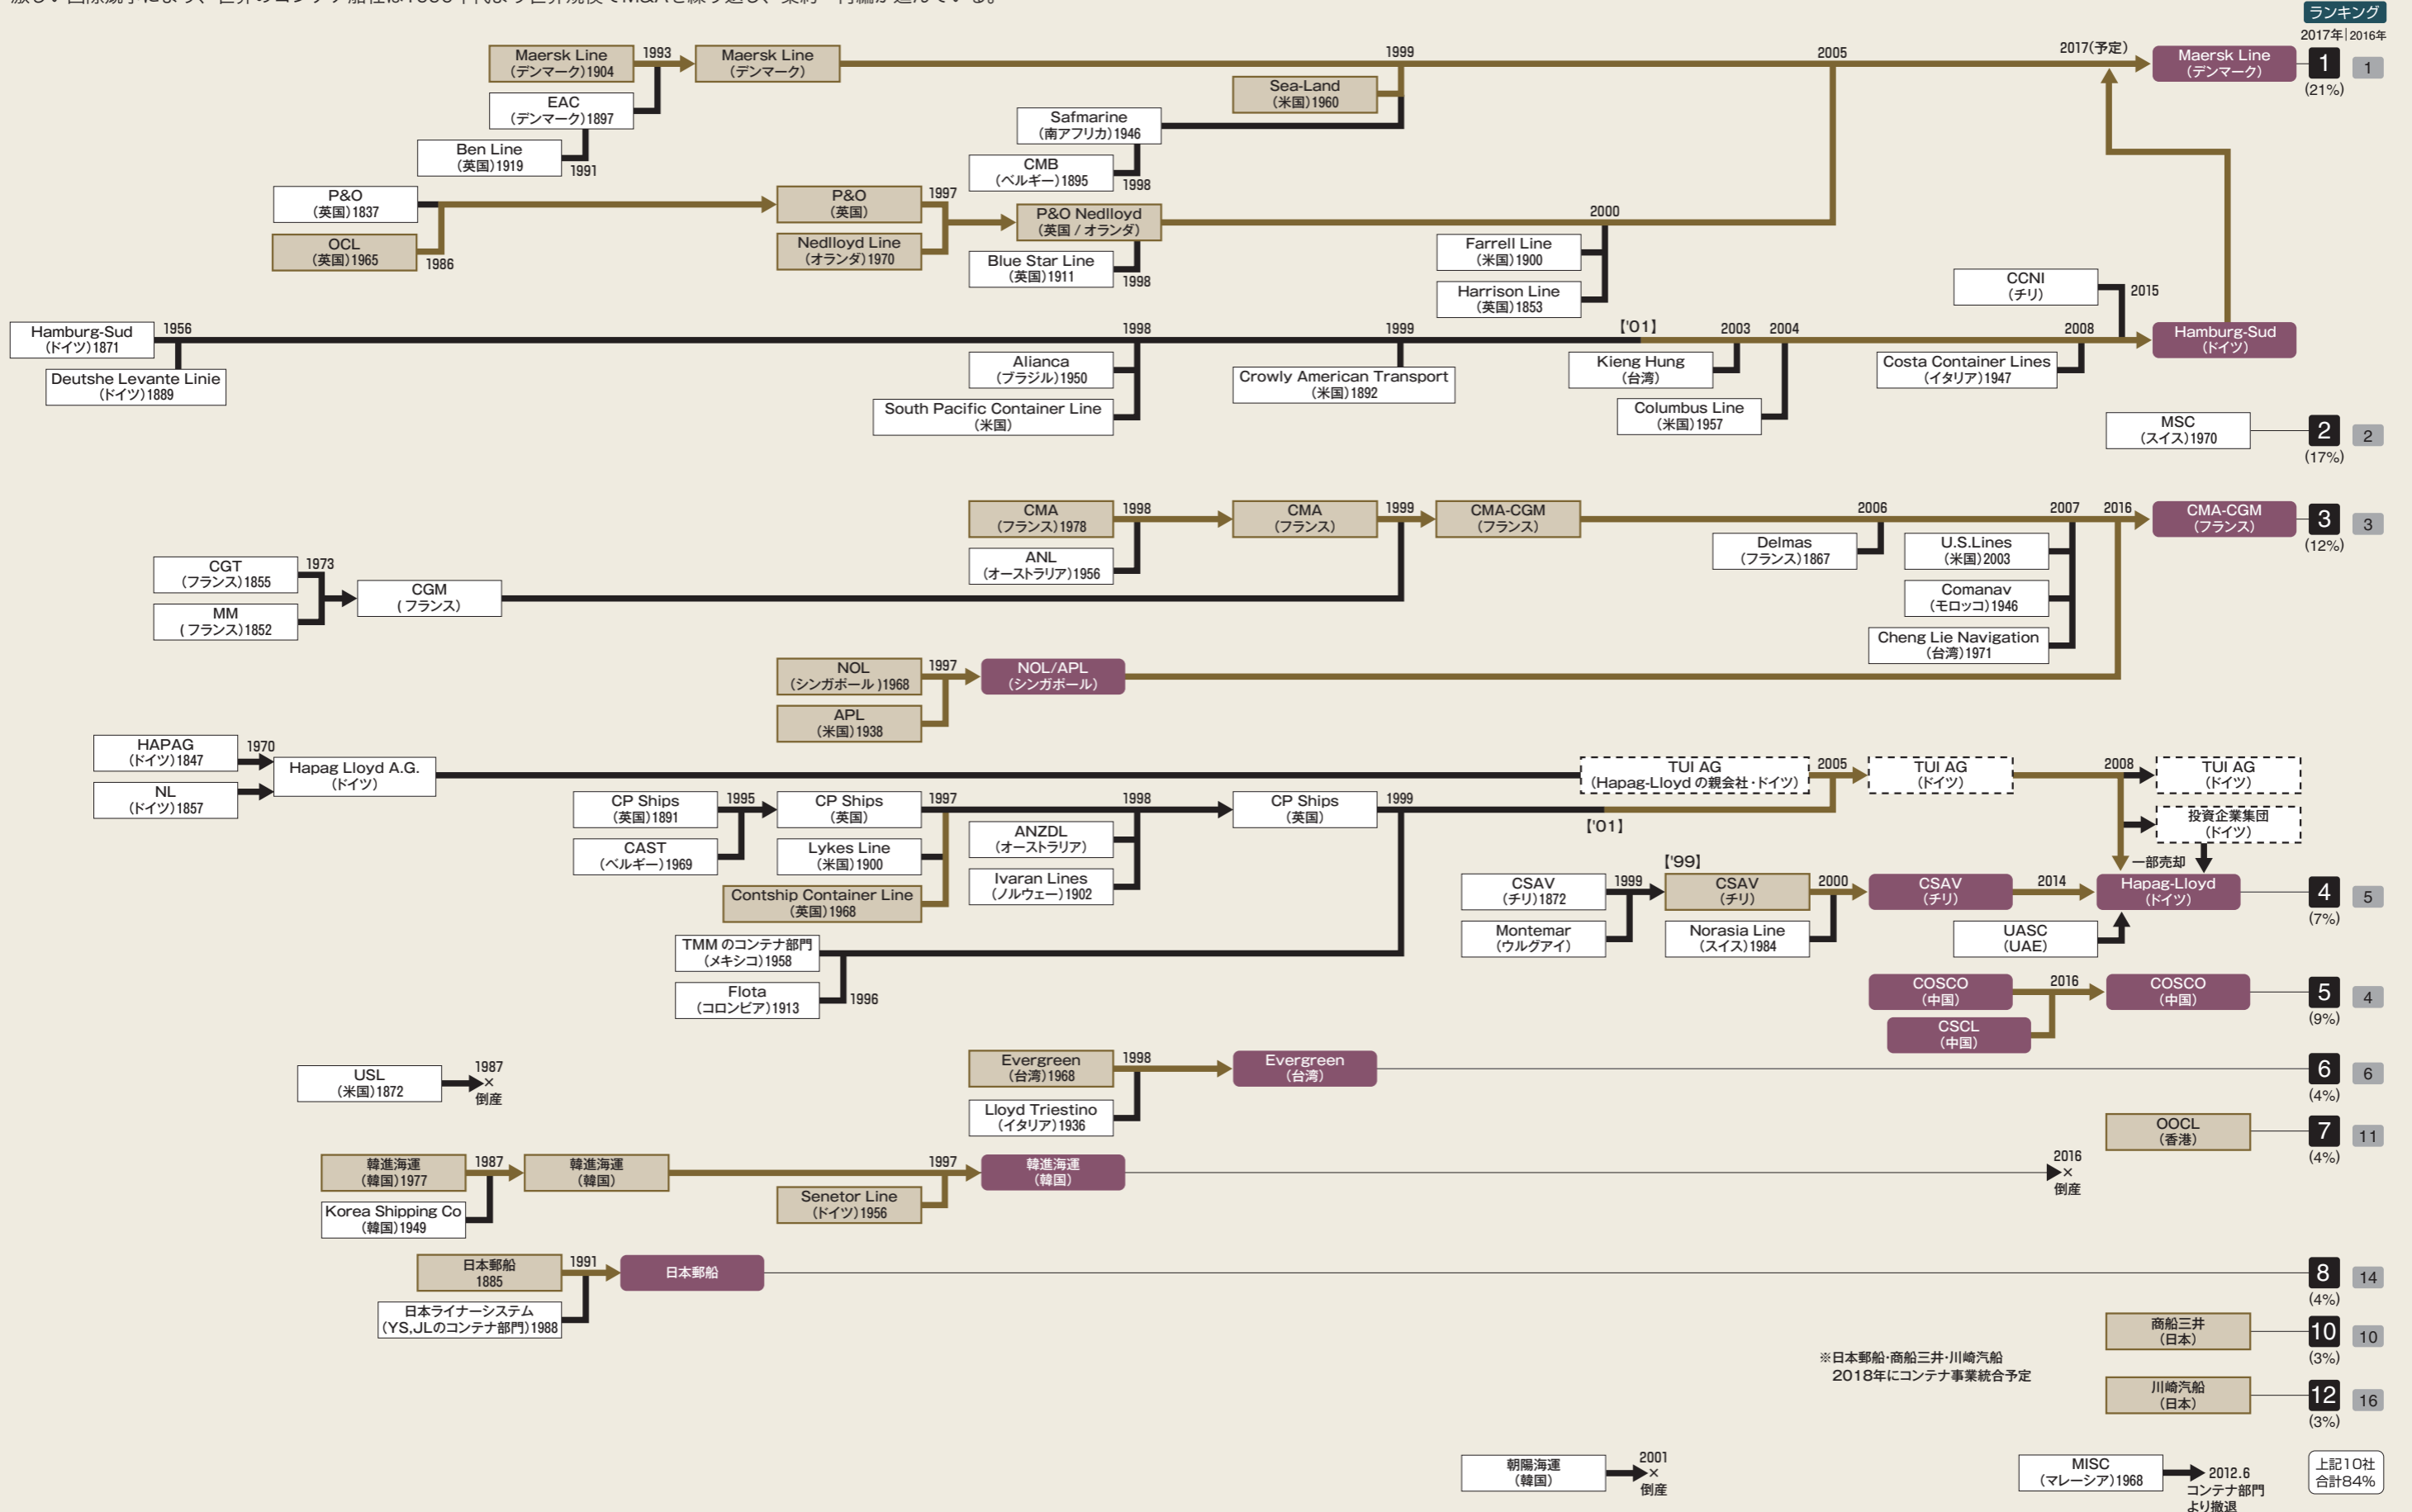 ランキング
2017年|2016年
Maersk Line
(デンマーク)1904
1993
Maersk Line
(デンマーク)
1999
2005
2017(予定)
Maersk Line
(デンマーク)
1
1
(21%)
EAC
(デンマーク)1897
Ben Line
(英国)1919
1991
Sea-Land
(米国)1960
Safmarine
(南アフリカ)1946
CMB
(ベルギー)1895
1998
P&O
(英国)1837
OCL
(英国)1965
1986
P&O
(英国)
1997
Nedlloyd Line
(オランダ)1970
P&O Nedlloyd
(英国 / オランダ)
Blue Star Line
(英国)1911
1998
2000
Farrell Line
(米国)1900
Harrison Line
(英国)1853
CCNI
(チリ)
2015
Hamburg-Sud
(ドイツ)1871
1956
Deutshe Levante Linie
(ドイツ)1889
1998
Alianca
(ブラジル)1950
South Pacific Container Line
(米国)
1999
Crowly American Transport
(米国)1892
【'01】
2003
Kieng Hung
(台湾)
2004
Columbus Line
(米国)1957
2008
Costa Container Lines
(イタリア)1947
Hamburg-Sud
(ドイツ)
MSC
(スイス)1970
2
2
(17%)
CMA
(フランス)1978
1998
ANL
(オーストラリア)1956
CMA
(フランス)
1999
CMA-CGM
(フランス)
2006
Delmas
(フランス)1867
2007
U.S.Lines
(米国)2003
Comanav
(モロッコ)1946
Cheng Lie Navigation
(台湾)1971
2016
CMA-CGM
(フランス)
3
3
(12%)
CGT
(フランス)1855
1973
MM
( フランス)1852
CGM
( フランス)
NOL
(シンガポール )1968
1997
APL
(米国)1938
NOL/APL
(シンガポール)
HAPAG
(ドイツ)1847
1970
NL
(ドイツ)1857
Hapag Lloyd A.G.
(ドイツ)
TUI AG
(Hapag-Lloyd の親会社・ドイツ)
2005
TUI AG
(ドイツ)
2008
TUI AG
(ドイツ)
投資企業集団
(ドイツ)
一部売却
CP Ships
(英国)1891
1995
CAST
(ベルギー)1969
CP Ships
(英国)
1997
Lykes Line
(米国)1900
Contship Container Line
(英国)1968
1998
ANZDL
(オーストラリア)
Ivaran Lines
(ノルウェー)1902
CP Ships
(英国)
1999
【'01】
TMM のコンテナ部門
(メキシコ)1958
Flota
(コロンビア)1913
1996
CSAV
(チリ)1872
1999
Montemar
(ウルグアイ)
【'99】
CSAV
(チリ)
2000
Norasia Line
(スイス)1984
CSAV
(チリ)
2014
Hapag-Lloyd
(ドイツ)
UASC
(UAE)
4
5
(7%)
COSCO
(中国)
2016
CSCL
(中国)
COSCO
(中国)
5
4
(9%)
USL
(米国)1872
1987
×
倒産
Evergreen
(台湾)1968
1998
Lloyd Triestino
(イタリア)1936
Evergreen
(台湾)
6
6
(4%)
OOCL
(香港)
7
11
(4%)
韓進海運
(韓国)1977
1987
Korea Shipping Co
(韓国)1949
韓進海運
(韓国)
1997
Senetor Line
(ドイツ)1956
韓進海運
(韓国)
2016
×
倒産
日本郵船
1885
1991
日本ライナーシステム
(YS,JLのコンテナ部門)1988
日本郵船
8
14
(4%)
商船三井
(日本)
10
10
(3%)
※日本郵船・商船三井・川崎汽船
2018年にコンテナ事業統合予定
川崎汽船
(日本)
12
16
(3%)
朝陽海運
(韓国)
2001
×
倒産
MISC
(マレーシア)1968
2012.6
コンテナ部門
より撤退
上記10社
合計84%